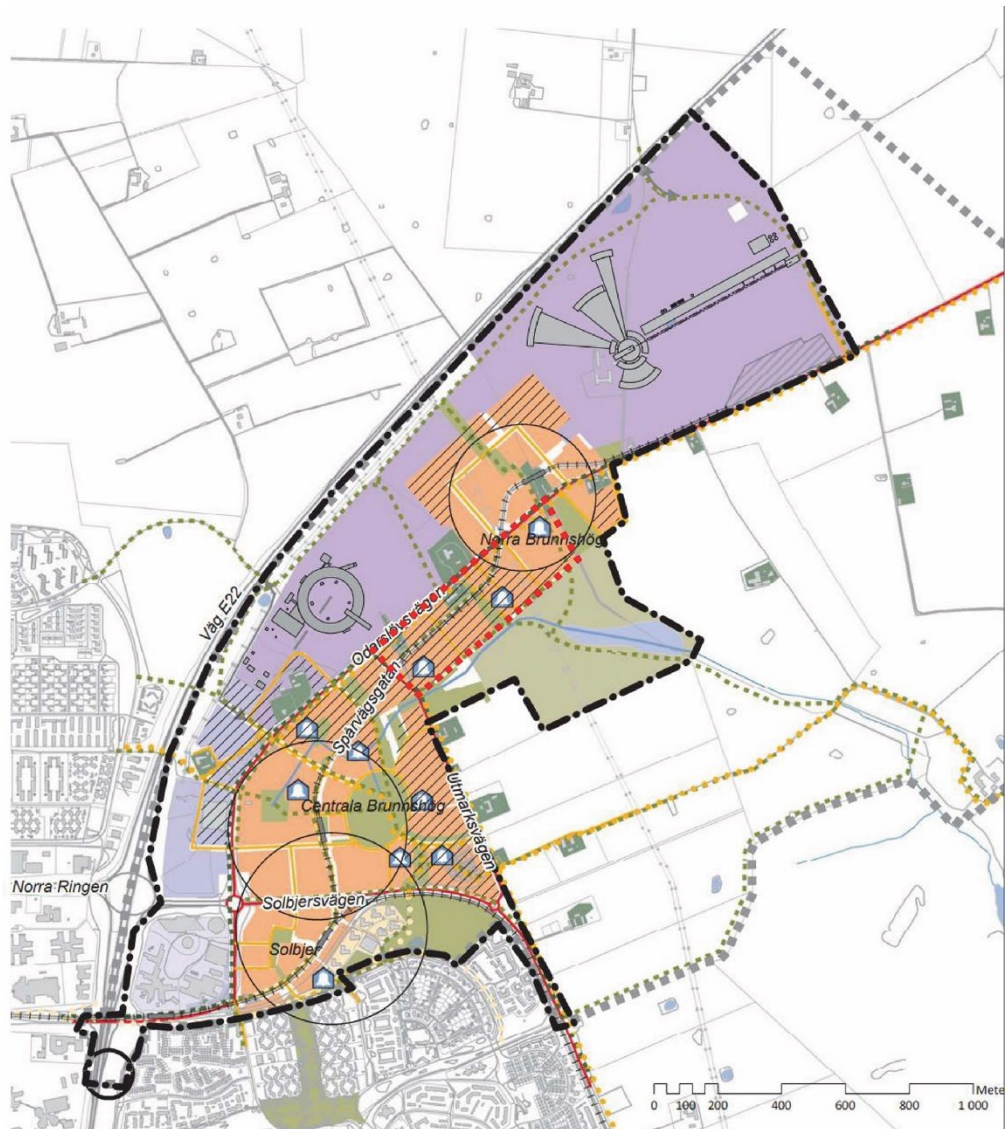 Väg E22
Norra Brunnshög
Odarslövsvägen
Spårvägsgatan
Centrala Brunnshög
Utmarksvägen
Norra Ringen
Solbjersvägen
Solbjer
Mete
0 100 200 400 600 800 1 000